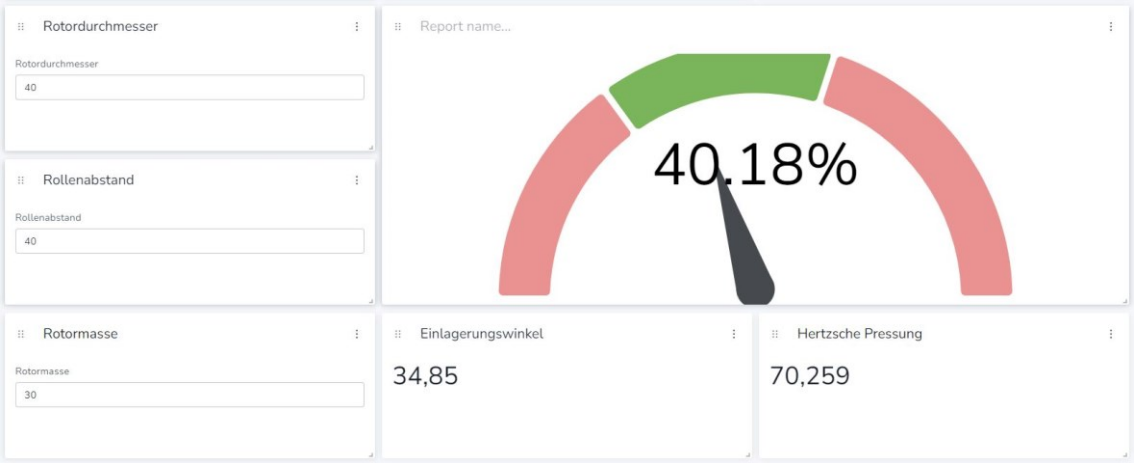 Rotordurchmesser
Rotordurchmesser
40
Rollenabstand
Rollenabstand
40
Rotormasse
Rotormasse
30
Report name...
40.18%
Einlagerungswinkel
34,85
Hertzsche Pressung
70,259